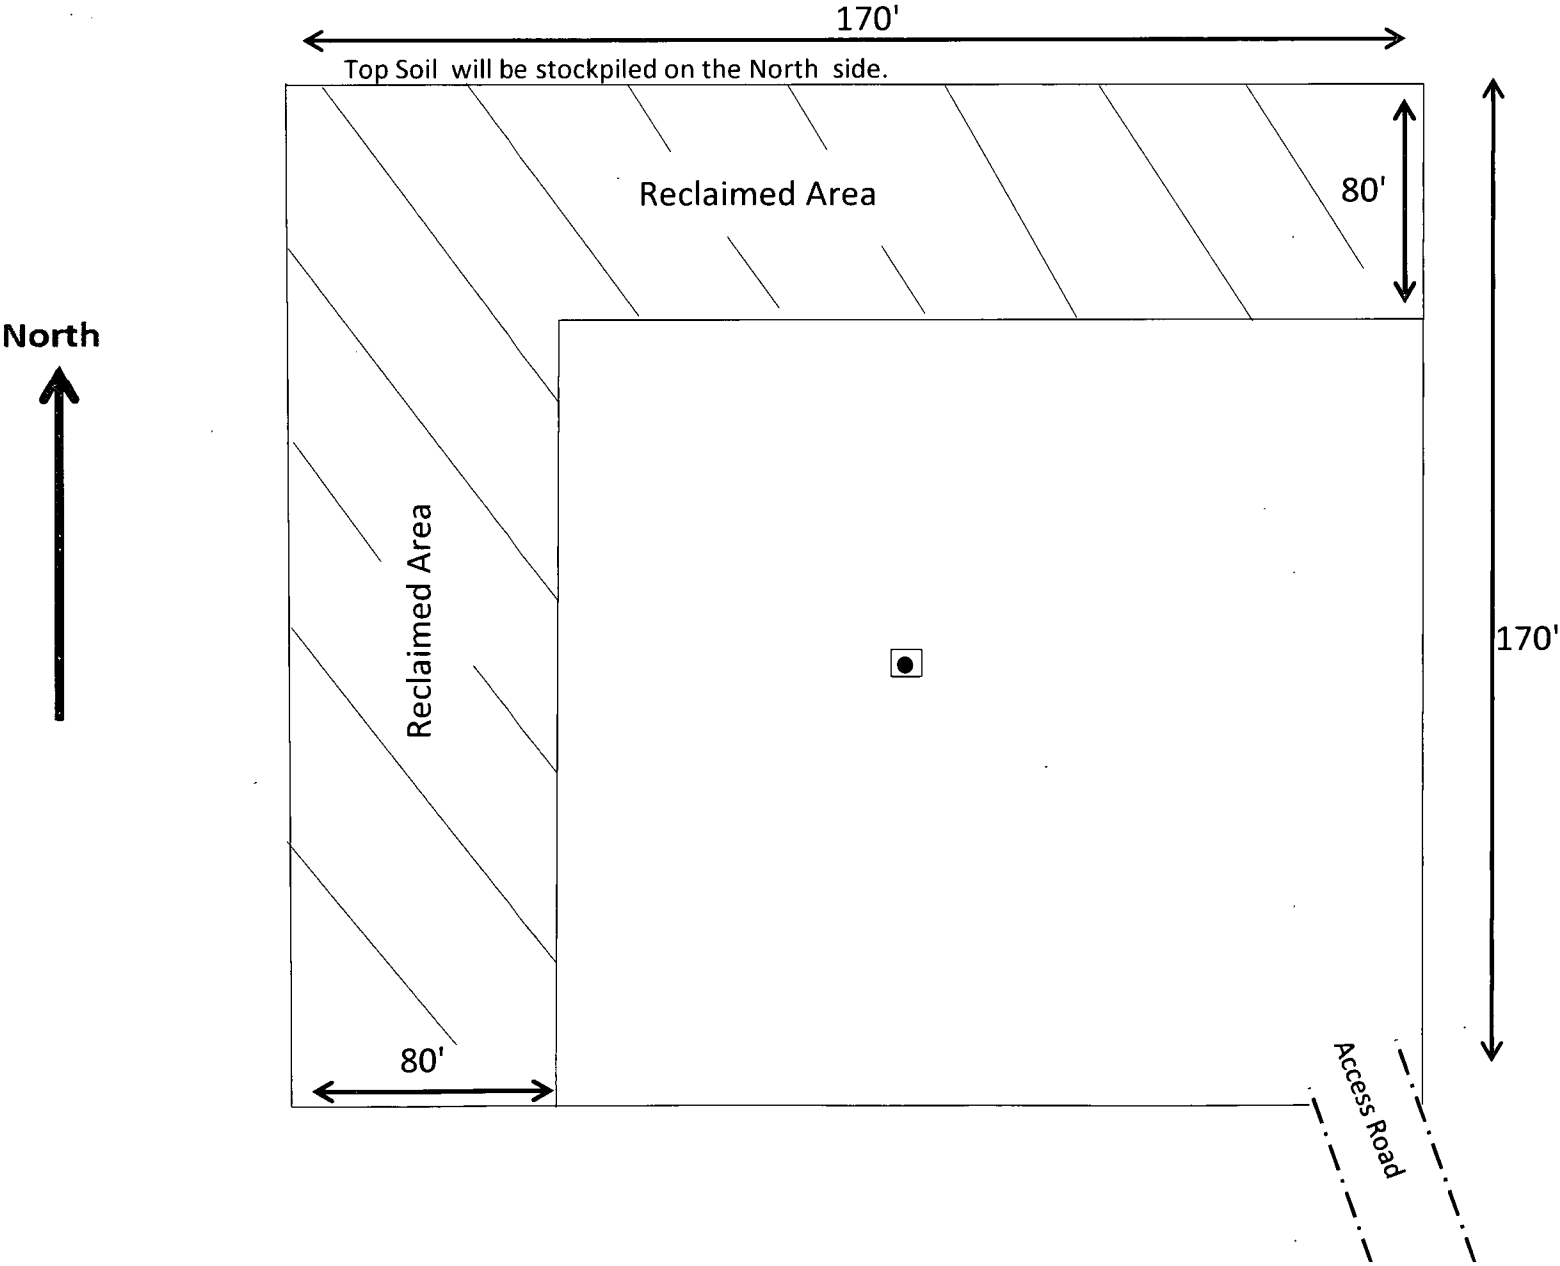 170'
Top Soil will be stockpiled on the North side.
Reclaimed Area
80'
North
Reclaimed Area
170'
80'
Access Road